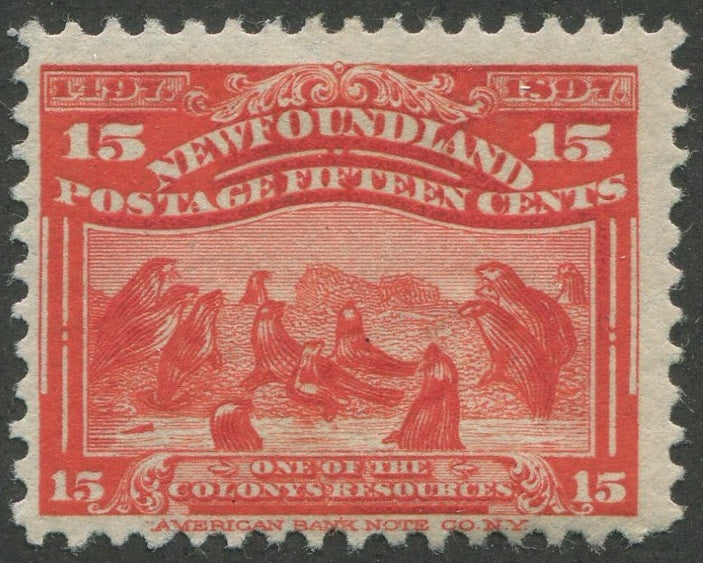 1497 1897
15 15
NEWFOUNDLAND
POSTAGE FIFTEEN CENTS
ONE OF THE
15 COLONYS RESOURCES 15
AMERICAN BANK NOTE CO. N.Y.